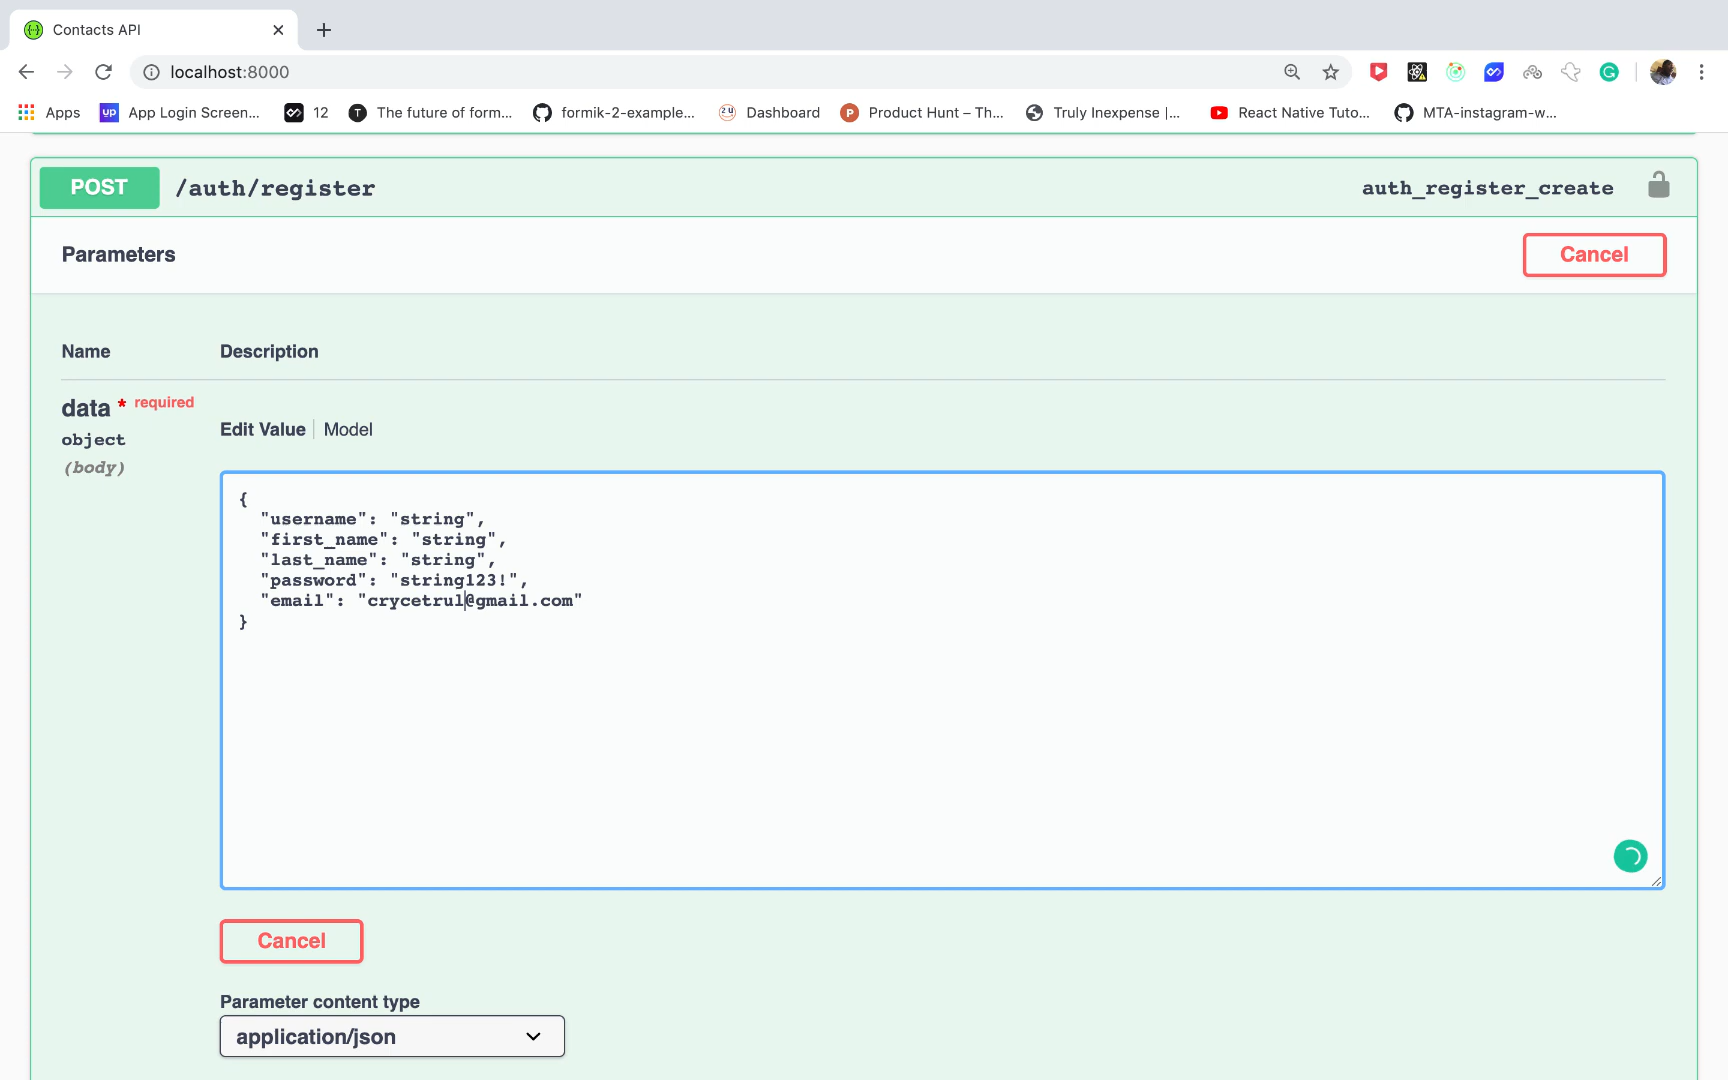 Contacts API
localhost:8000
Apps
UP
App Login Screen...
12
T
The future of form...
formik-2-example...
Dashboard
P
Product Hunt – Th...
Truly Inexpense |...
React Native Tuto...
MTA-instagram-w...
POST
/auth/register
auth_register_create
Parameters
Cancel
Name
Description
data * required
object
(body)
Edit Value
Model
{
"username": "string",
"first_name": "string",
"last_name": "string",
"password": "string123!",
"email": "crycetrul@gmail.com"
}
Cancel
Parameter content type
application/json